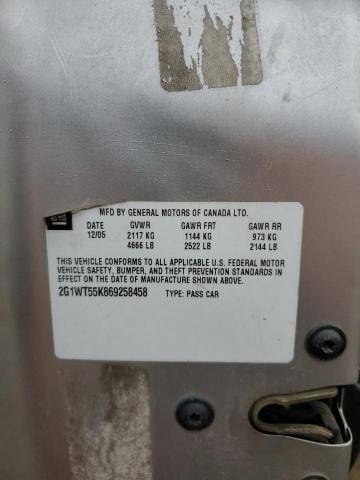 GM
MFD BY GENERAL MOTORS OF CANADA LTD.
DATE GVWR GAWR FRT GAWR RR
12/05 2117 KG 1144 KG 973 KG
4666 LB 2522 LB 2144 LB
THIS VEHICLE CONFORMS TO ALL APPLICABLE U.S. FEDERAL MOTOR
VEHICLE SAFETY, BUMPER, AND THEFT PREVENTION STANDARDS IN
EFFECT ON THE DATE OF MANUFACTURE SHOWN ABOVE.
2G1WT55K869258458 TYPE: PASS CAR